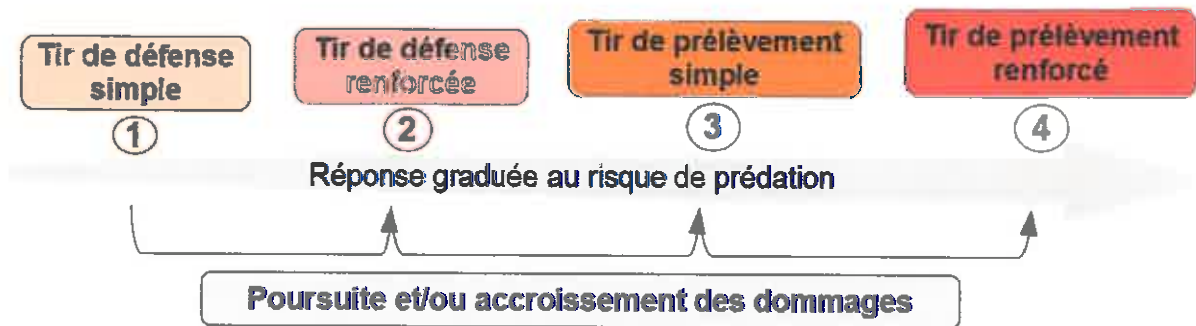 Tir de défense
simple
Tir de défense
renforcée
Tir de prélèvement
simple
Tir de prélèvement
renforcé
1
2
3
4
Réponse graduée au risque de prédation
Poursuite et/ou accroissement des dommages